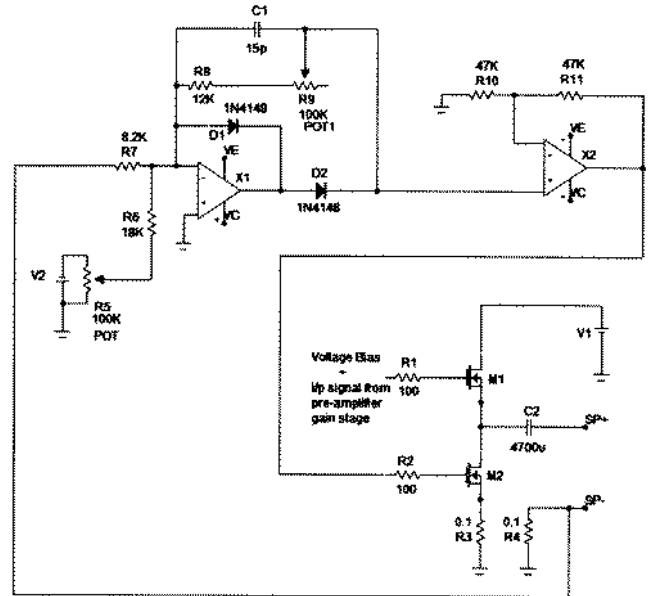 C1
15p
R8
12K
R9
100K
POT1
1N4149
D1
8.2K
R7
VE
X1
VC
D2
1N4148
R6
18K
V2
R5
100K
POT
47K
R10
47K
R11
VE
X2
VC
V1
Voltage Bias
+
i/p signal from
pre-amplifier
gain stage
R1
100
M1
C2
4700u
SP+
R2
100
M2
SP-
0.1
R3
0.1
R4